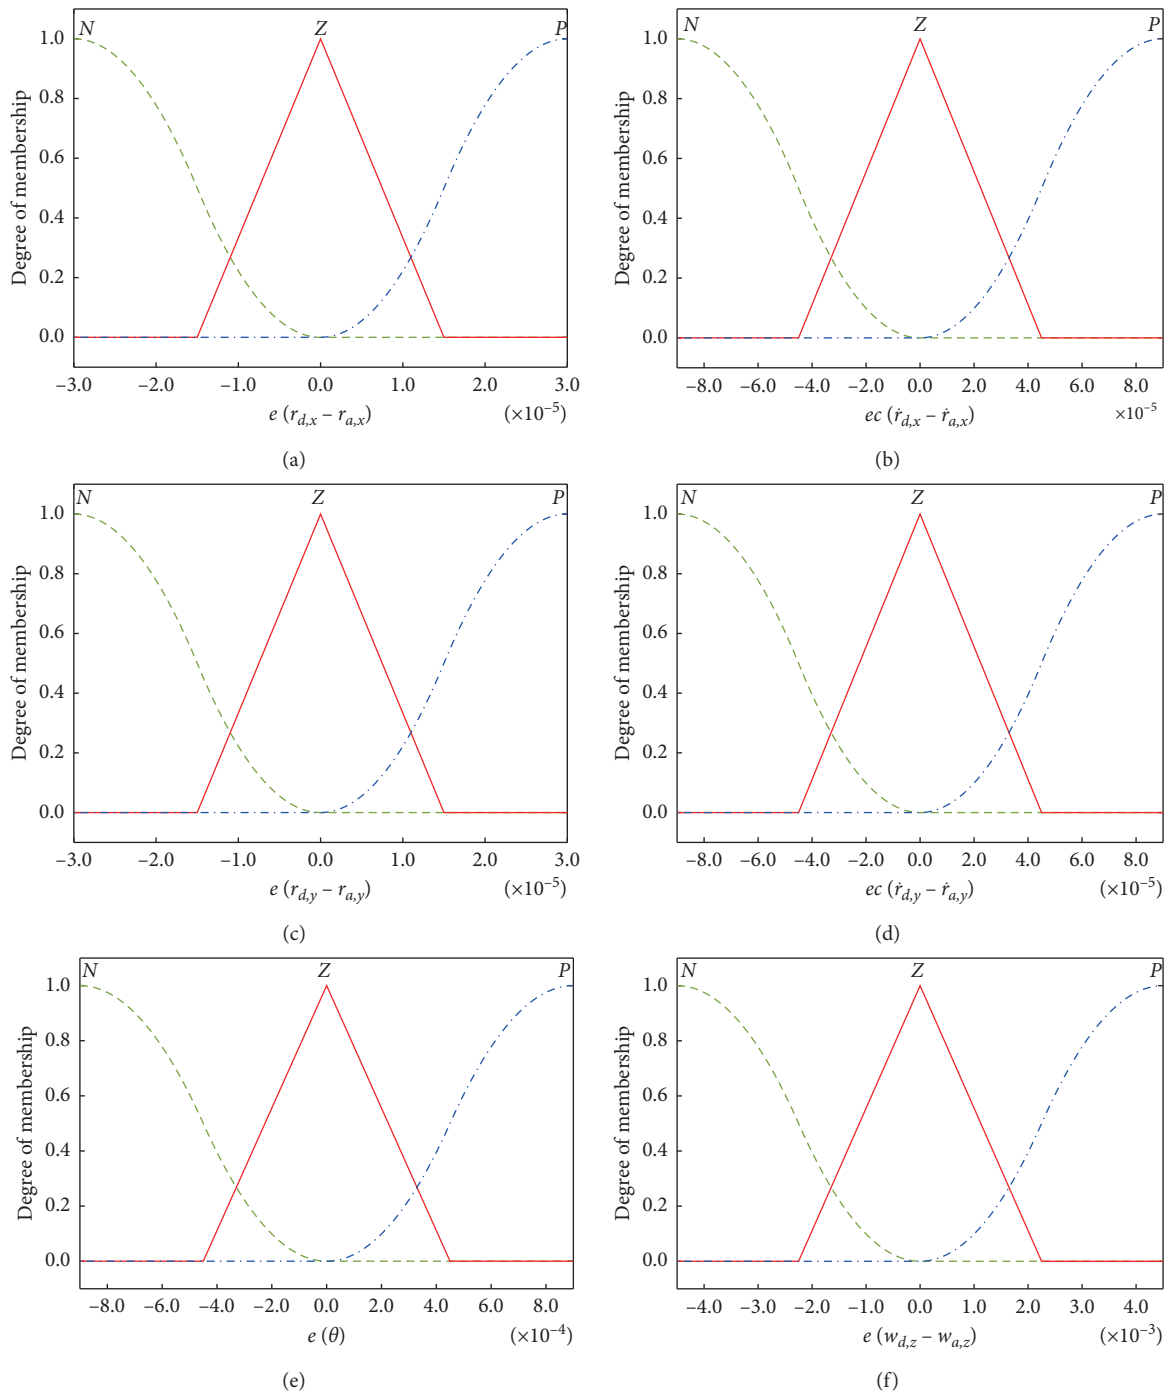 N Z P
1.0
0.8
0.6
0.4
0.2
0.0
Degree of membership
−3.0 −2.0 −1.0 0.0 1.0 2.0 3.0
e (r_{d,x} – r_{a,x}) (×10⁻⁵)
(a)
N Z P
1.0
0.8
0.6
0.4
0.2
0.0
Degree of membership
−8.0 −6.0 −4.0 −2.0 0.0 2.0 4.0 6.0 8.0
ec (ṙ_{d,x} – ṙ_{a,x}) ×10⁻⁵
(b)
N Z P
1.0
0.8
0.6
0.4
0.2
0.0
Degree of membership
−3.0 −2.0 −1.0 0.0 1.0 2.0 3.0
e (r_{d,y} – r_{a,y}) (×10⁻⁵)
(c)
N Z P
1.0
0.8
0.6
0.4
0.2
0.0
Degree of membership
−8.0 −6.0 −4.0 −2.0 0.0 2.0 4.0 6.0 8.0
ec (ṙ_{d,y} – ṙ_{a,y}) (×10⁻⁵)
(d)
N Z P
1.0
0.8
0.6
0.4
0.2
0.0
Degree of membership
−8.0 −6.0 −4.0 −2.0 0.0 2.0 4.0 6.0 8.0
e (θ) (×10⁻⁴)
(e)
N Z P
1.0
0.8
0.6
0.4
0.2
0.0
Degree of membership
−4.0 −3.0 −2.0 −1.0 0.0 1.0 2.0 3.0 4.0
e (w_{d,z} – w_{a,z}) (×10⁻³)
(f)